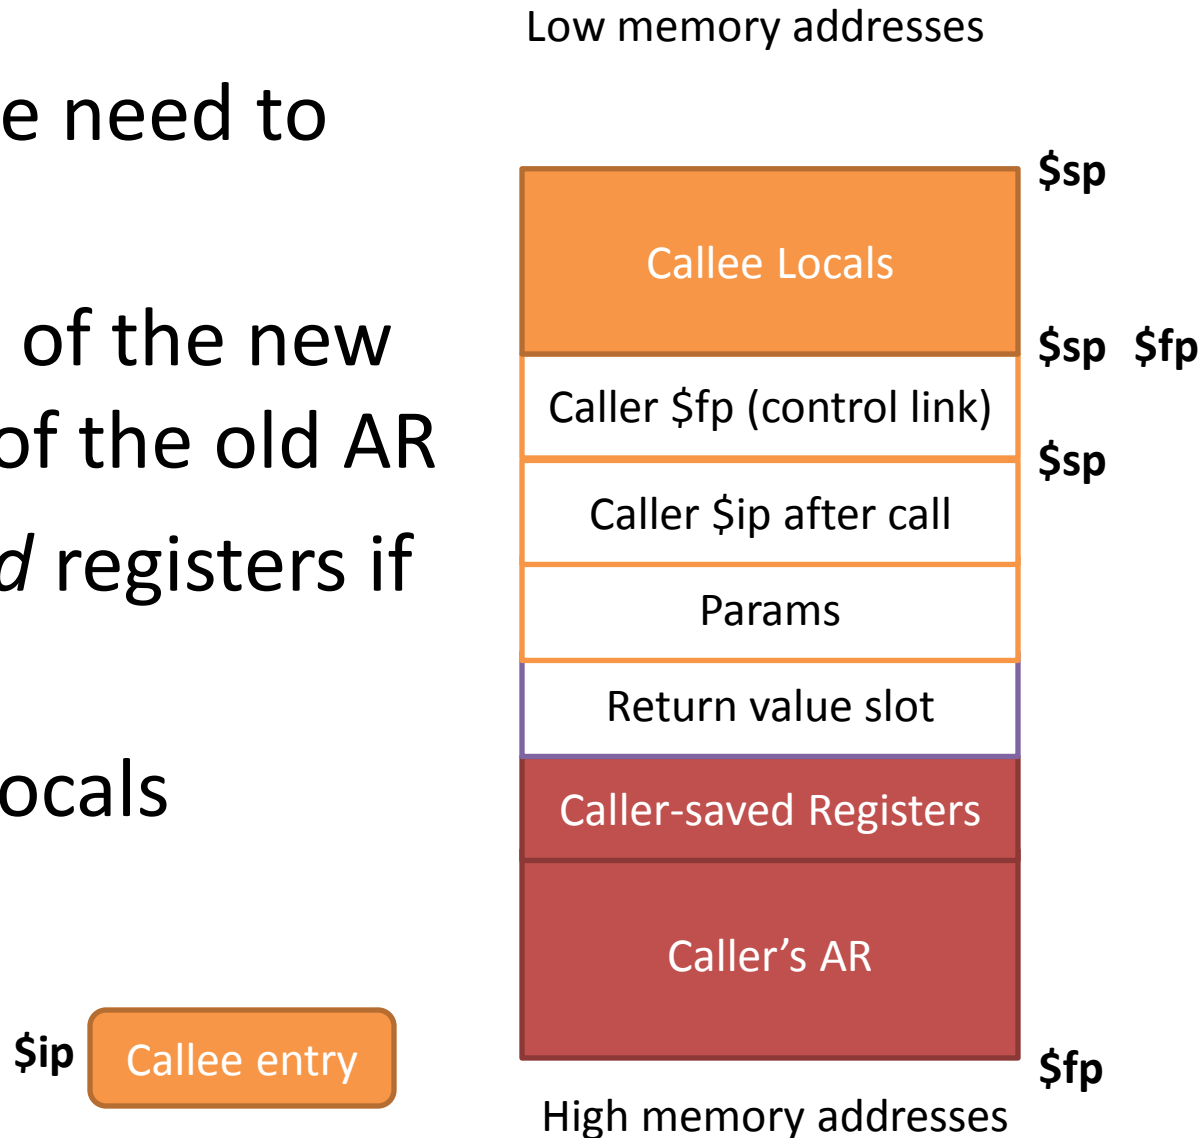 Low memory addresses
e need to
of the new
of the old AR
d registers if
ocals
$sp
Callee Locals
$sp $fp
Caller $fp (control link)
$sp
Caller $ip after call
Params
Return value slot
Caller-saved Registers
Caller's AR
$fp
High memory addresses
$ip Callee entry